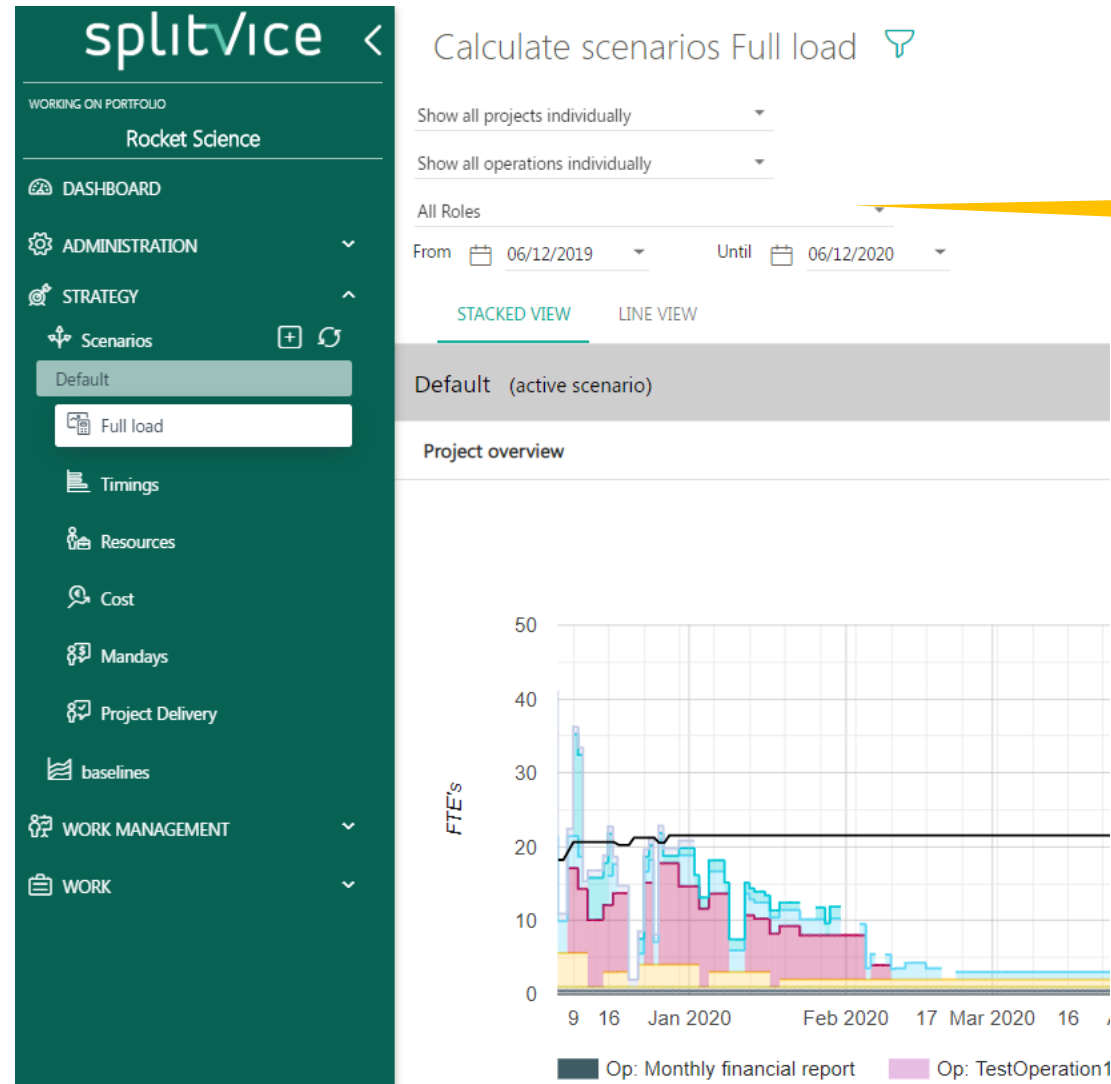 splitvice
WORKING ON PORTFOLIO
Rocket Science
DASHBOARD
ADMINISTRATION
STRATEGY
Scenarios
Default
Full load
Timings
Resources
Cost
Mandays
Project Delivery
baselines
WORK MANAGEMENT
WORK
Calculate scenarios Full load
Show all projects individually
Show all operations individually
All Roles
From 06/12/2019 Until 06/12/2020
STACKED VIEW LINE VIEW
Default (active scenario)
Project overview
FTE's
50
40
30
20
10
0
9 16 Jan 2020 Feb 2020 17 Mar 2020 16
Op: Monthly financial report Op: TestOperation1